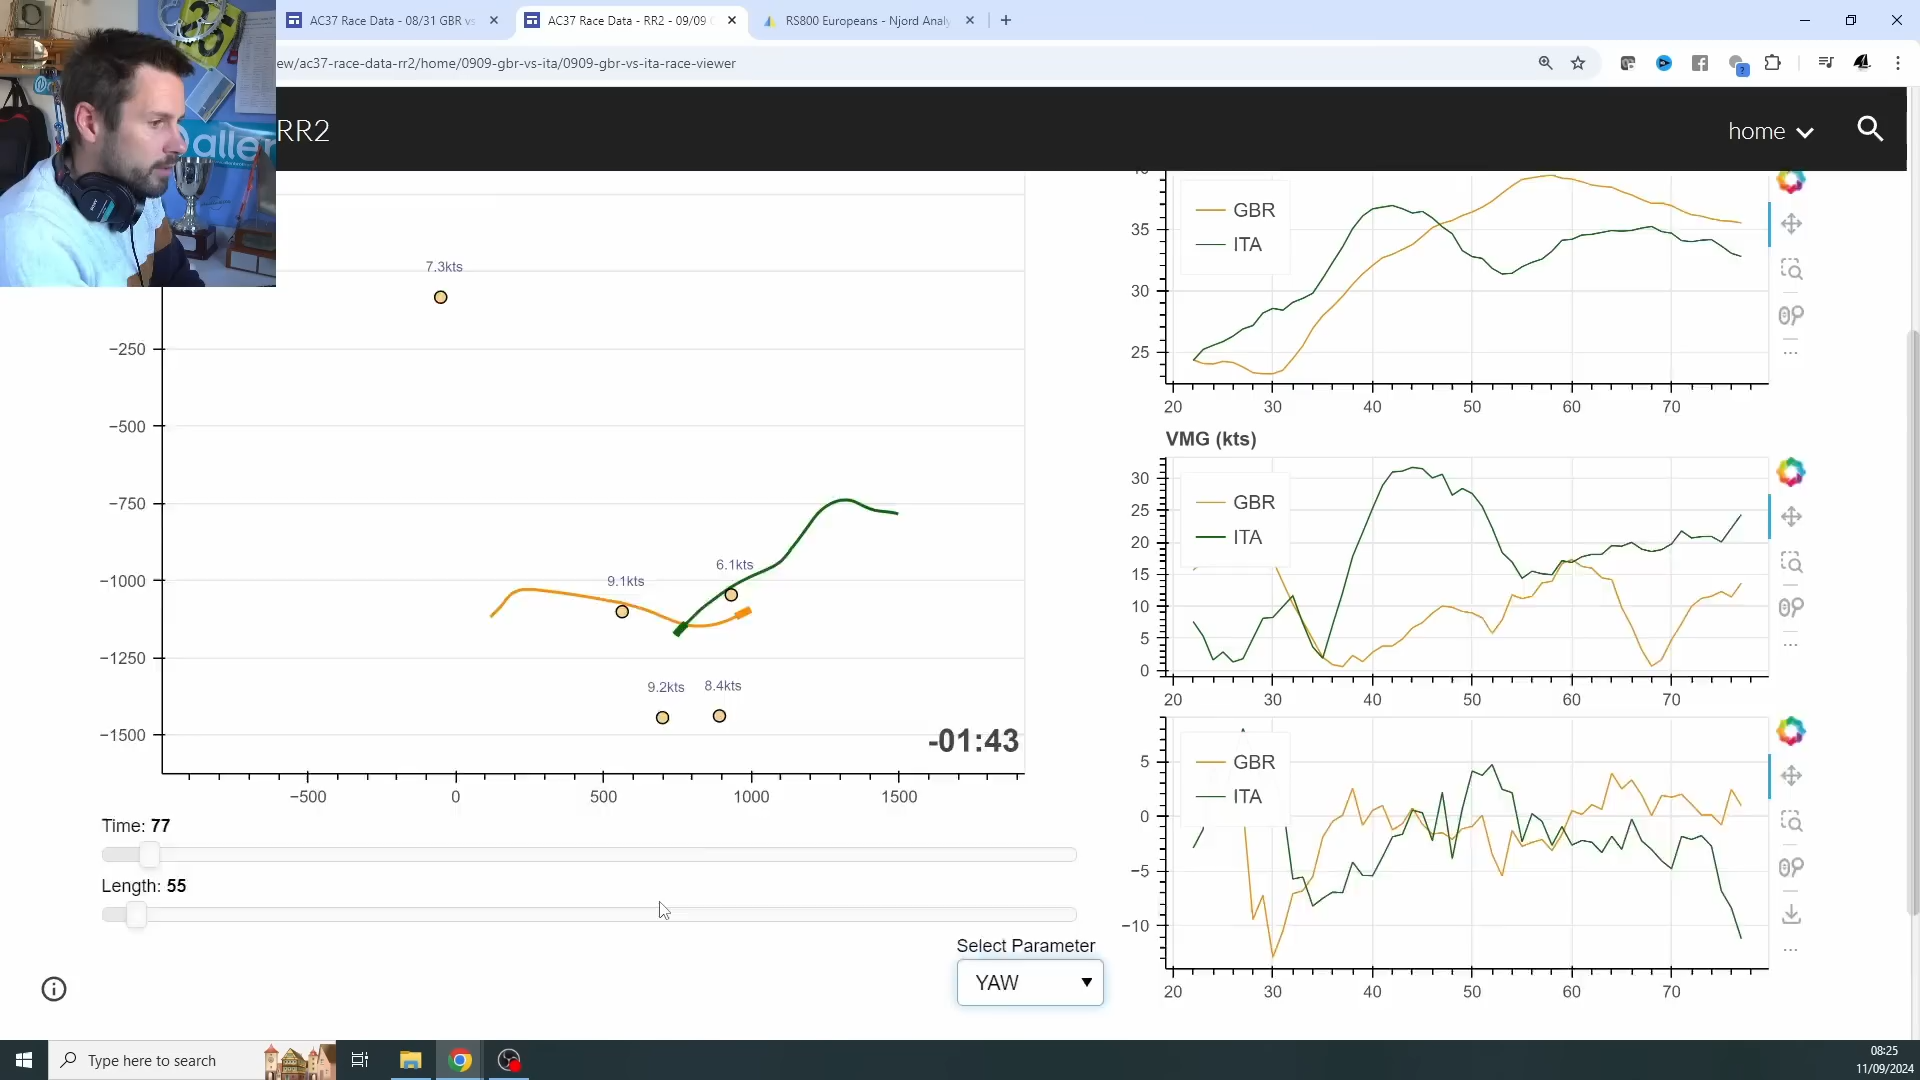 AC37 Race Data - 08/31 GBR vs
AC37 Race Data - RR2 - 09/09
RS800 Europeans - Njord Analy
ew/ac37-race-data-rr2/home/0909-gbr-vs-ita/0909-gbr-vs-ita-race-viewer
RR2
home
aller
7.3kts
−250
−500
−750
−1000
−1250
−1500
9.1kts
6.1kts
9.2kts
8.4kts
-01:43
−500
0
500
1000
1500
Time: 77
Length: 55
Select Parameter
YAW
GBR
ITA
35
30
25
20
30
40
50
60
70
VMG (kts)
GBR
ITA
30
25
20
15
10
5
0
20
30
40
50
60
70
GBR
ITA
5
0
−5
−10
20
30
40
50
60
70
Type here to search
08:25
11/09/2024